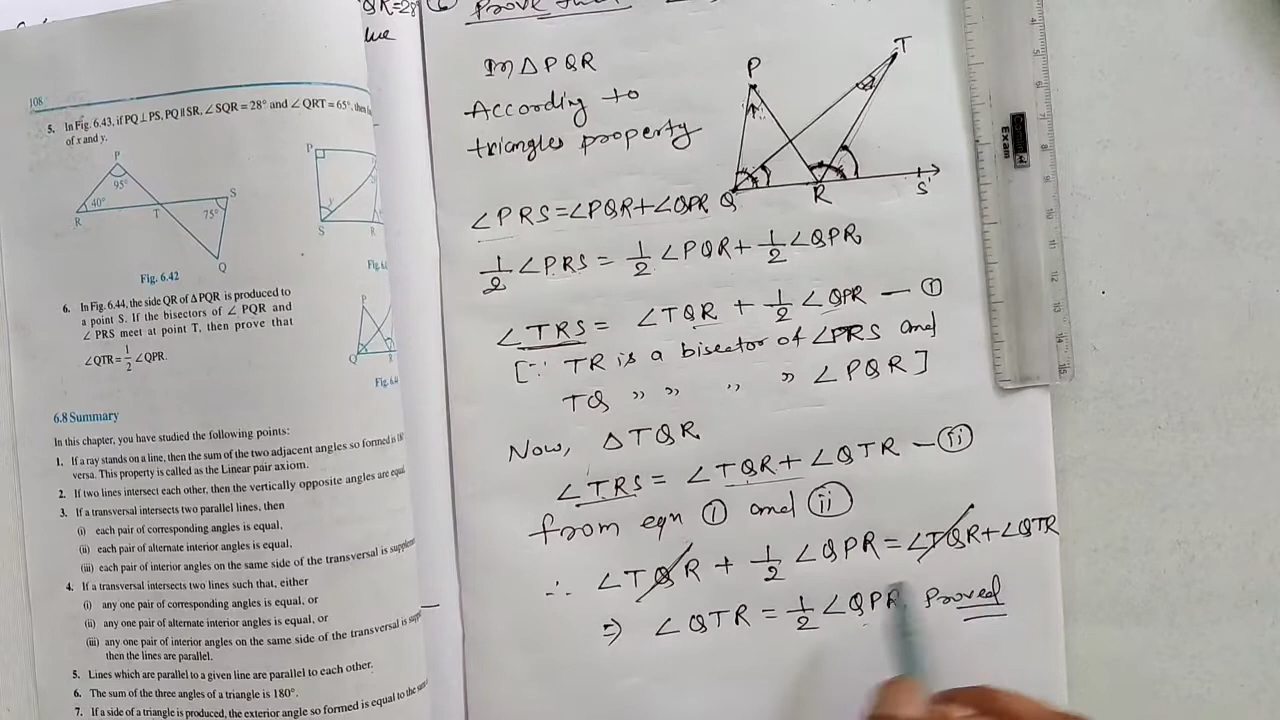 108
5. In Fig. 6.43, if PQ ⊥ PS, PQ || SR, ∠ SQR = 28° and ∠ QRT = 65°, then
of x and y.
P
95°
40°
R
T
S
75°
Q
Fig. 6.42
P
y
S
R
6. In Fig. 6.44, the side QR of Δ PQR is produced to
a point S. If the bisectors of ∠ PQR and
∠ PRS meet at point T, then prove that
∠ QTR = 1/2 ∠ QPR.
P
Q
R
6.8 Summary
In this chapter, you have studied the following points:
1. If a ray stands on a line, then the sum of the two adjacent angles so formed is
versa. This property is called as the Linear pair axiom.
2. If two lines intersect each other, then the vertically opposite angles are equal
3. If a transversal intersects two parallel lines, then
(i) each pair of corresponding angles is equal,
(ii) each pair of alternate interior angles is equal,
(iii) each pair of interior angles on the same side of the transversal is
4. If a transversal intersects two lines such that, either
(i) any one pair of corresponding angles is equal, or
(ii) any one pair of alternate interior angles is equal, or
(iii) any one pair of interior angles on the same side of the transversal is
then the lines are parallel.
5. Lines which are parallel to a given line are parallel to each other.
6. The sum of the three angles of a triangle is 180°.
7. If a side of a triangle is produced, the exterior angle so formed is equal to the
QR=28
Prove that
In Δ PQR
According to
triangles property
P
T
Q
R
S
∠PRS = ∠PQR + ∠QPR
1/2 ∠PRS = 1/2 ∠PQR + 1/2 ∠QPR
∠TRS = ∠TQR + 1/2 ∠QPR — (i)
[∵ TR is a bisector of ∠PRS and
TQ " " " " ∠PQR]
Now, Δ TQR
∠TRS = ∠TQR + ∠QTR — (ii)
from eqn (i) and (ii)
∴ ∠TQR + 1/2 ∠QPR = ∠TQR + ∠QTR
⇒ ∠QTR = 1/2 ∠QPR. Proved
Exam